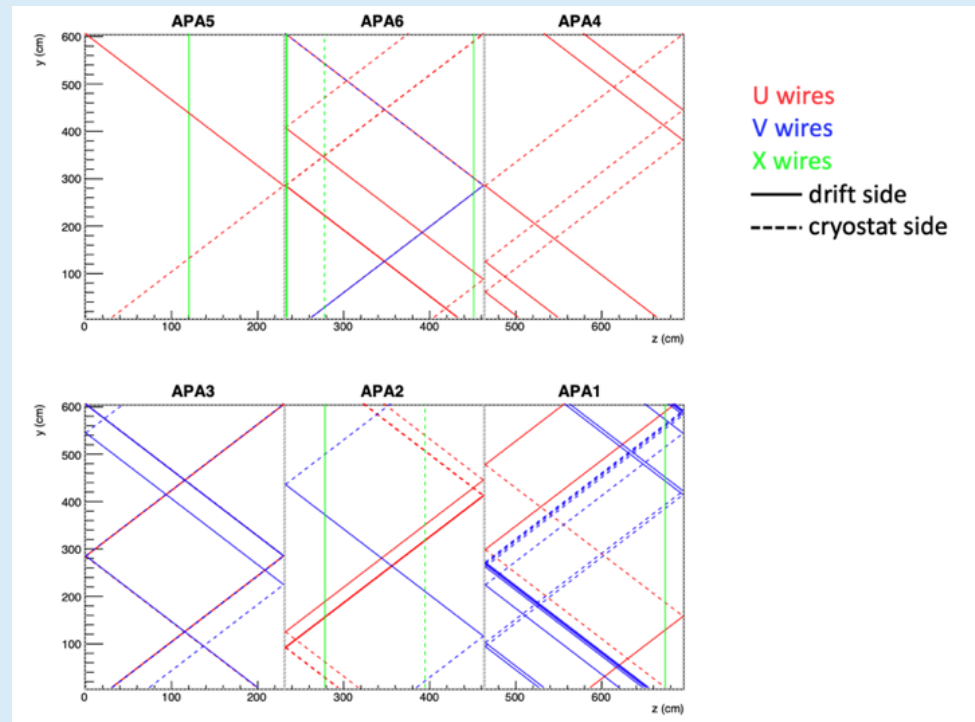 APA5 APA6 APA4
y (cm)
600
500
400
300
200
100
0 200 300 400 200 400 600
z (cm)
U wires
V wires
X wires
drift side
cryostat side
APA3 APA2 APA1
y (cm)
600
500
400
300
200
100
0 100 200 300 400 500 600
z (cm)